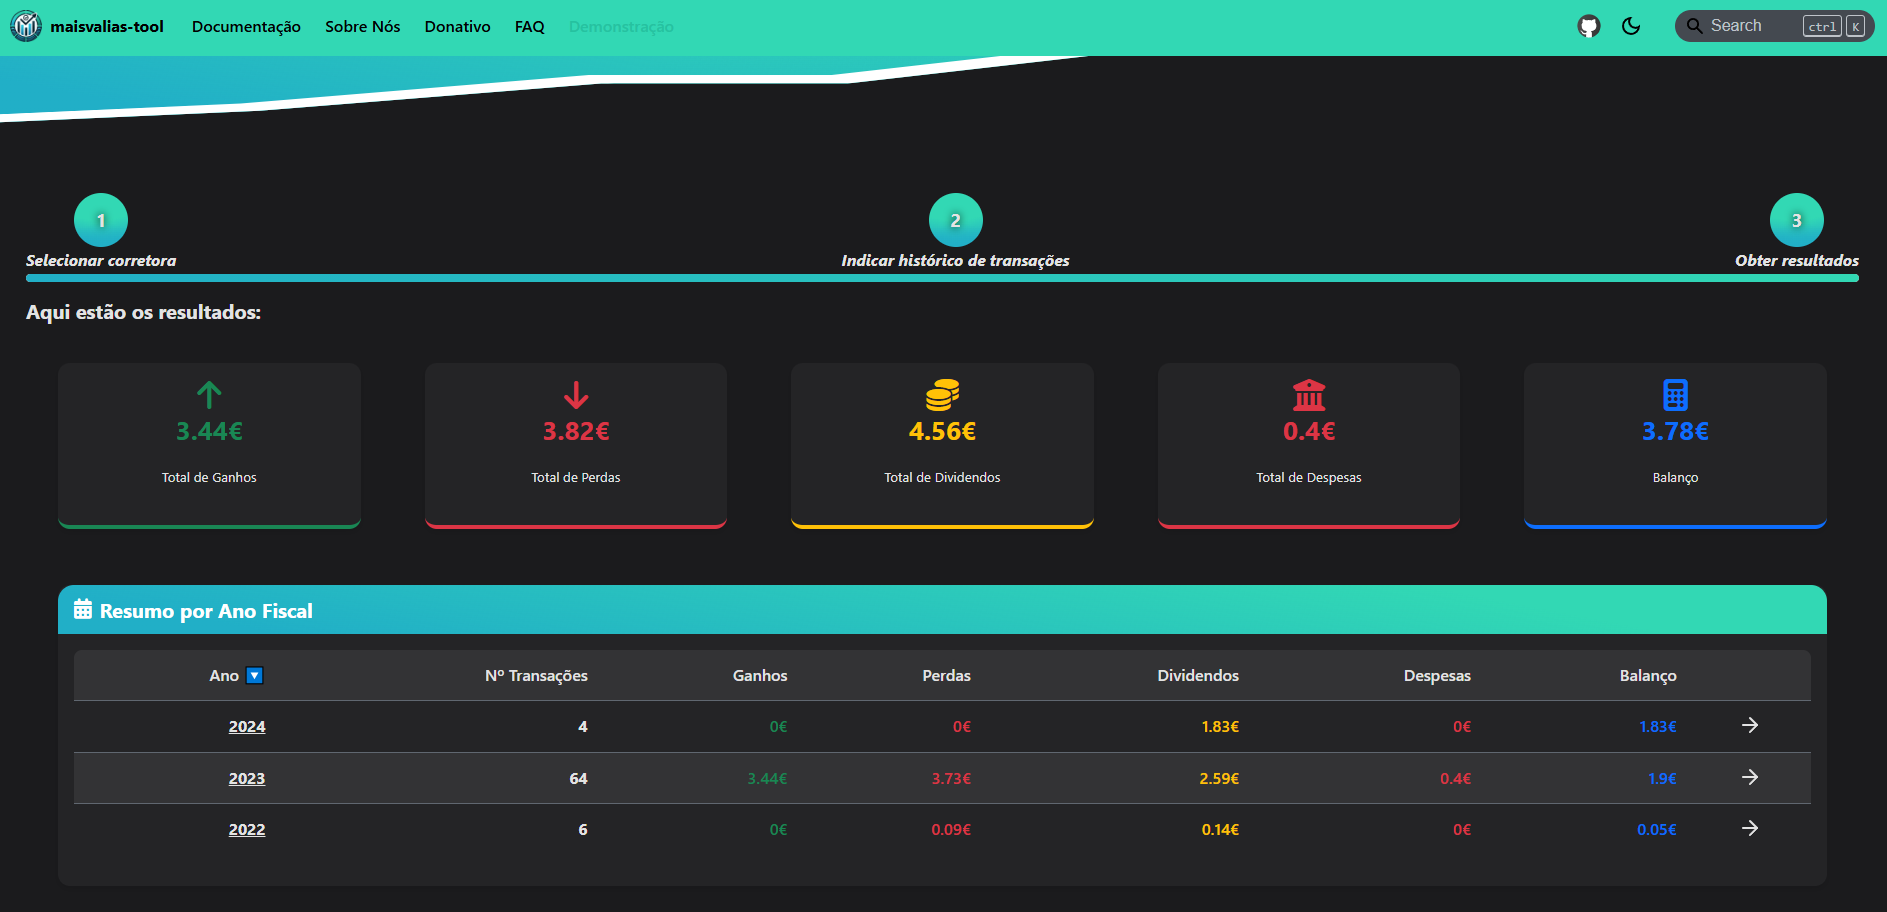 maisvalias-tool Documentação Sobre Nós Donativo FAQ Demonstração Search ctrl K
1 2 3
Selecionar corretora Indicar histórico de transações Obter resultados
Aqui estão os resultados:
3.44€ 3.82€ 4.56€ 0.4€ 3.78€
Total de Ganhos Total de Perdas Total de Dividendos Total de Despesas Balanço
Resumo por Ano Fiscal
Ano Nº Transações Ganhos Perdas Dividendos Despesas Balanço
2024 4 0€ 0€ 1.83€ 0€ 1.83€
2023 64 3.44€ 3.73€ 2.59€ 0.4€ 1.9€
2022 6 0€ 0.09€ 0.14€ 0€ 0.05€